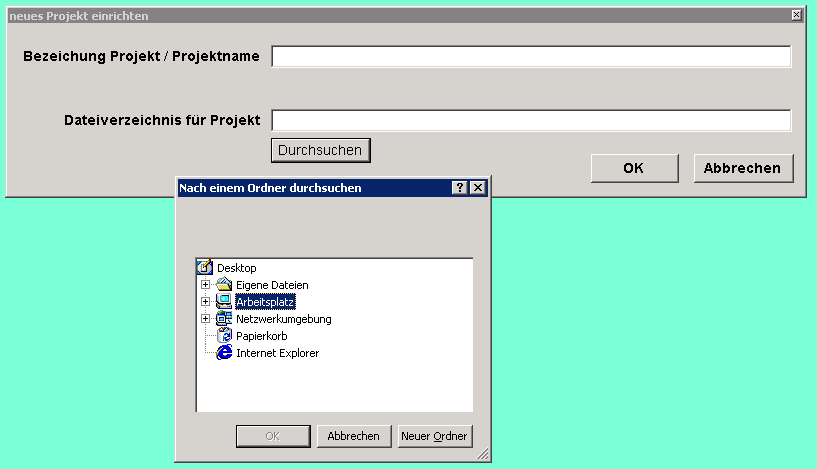 neues Projekt einrichten
Bezeichung Projekt / Projektname
Dateiverzeichnis für Projekt
Durchsuchen
OK Abbrechen
Nach einem Ordner durchsuchen
Desktop
Eigene Dateien
Arbeitsplatz
Netzwerkumgebung
Papierkorb
Internet Explorer
OK Abbrechen Neuer Ordner